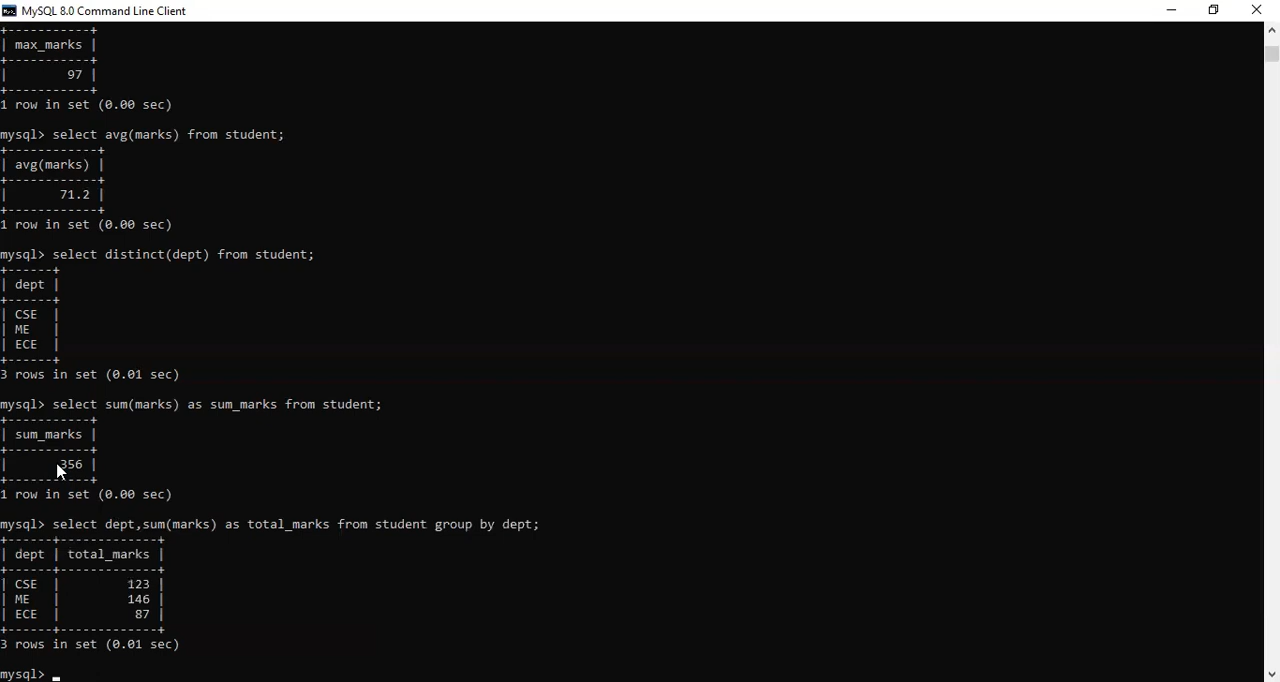 MySQL 8.0 Command Line Client
+-----------+
| max_marks |
+-----------+
|        97 |
+-----------+
1 row in set (0.00 sec)
mysql> select avg(marks) from student;
+------------+
| avg(marks) |
+------------+
|       71.2 |
+------------+
1 row in set (0.00 sec)
mysql> select distinct(dept) from student;
+------+
| dept |
+------+
| CSE  |
| ME   |
| ECE  |
+------+
3 rows in set (0.01 sec)
mysql> select sum(marks) as sum_marks from student;
+-----------+
| sum_marks |
+-----------+
|       356 |
+-----------+
1 row in set (0.00 sec)
mysql> select dept,sum(marks) as total_marks from student group by dept;
+------+-------------+
| dept | total_marks |
+------+-------------+
| CSE  |         123 |
| ME   |         146 |
| ECE  |          87 |
+------+-------------+
3 rows in set (0.01 sec)
mysql> _